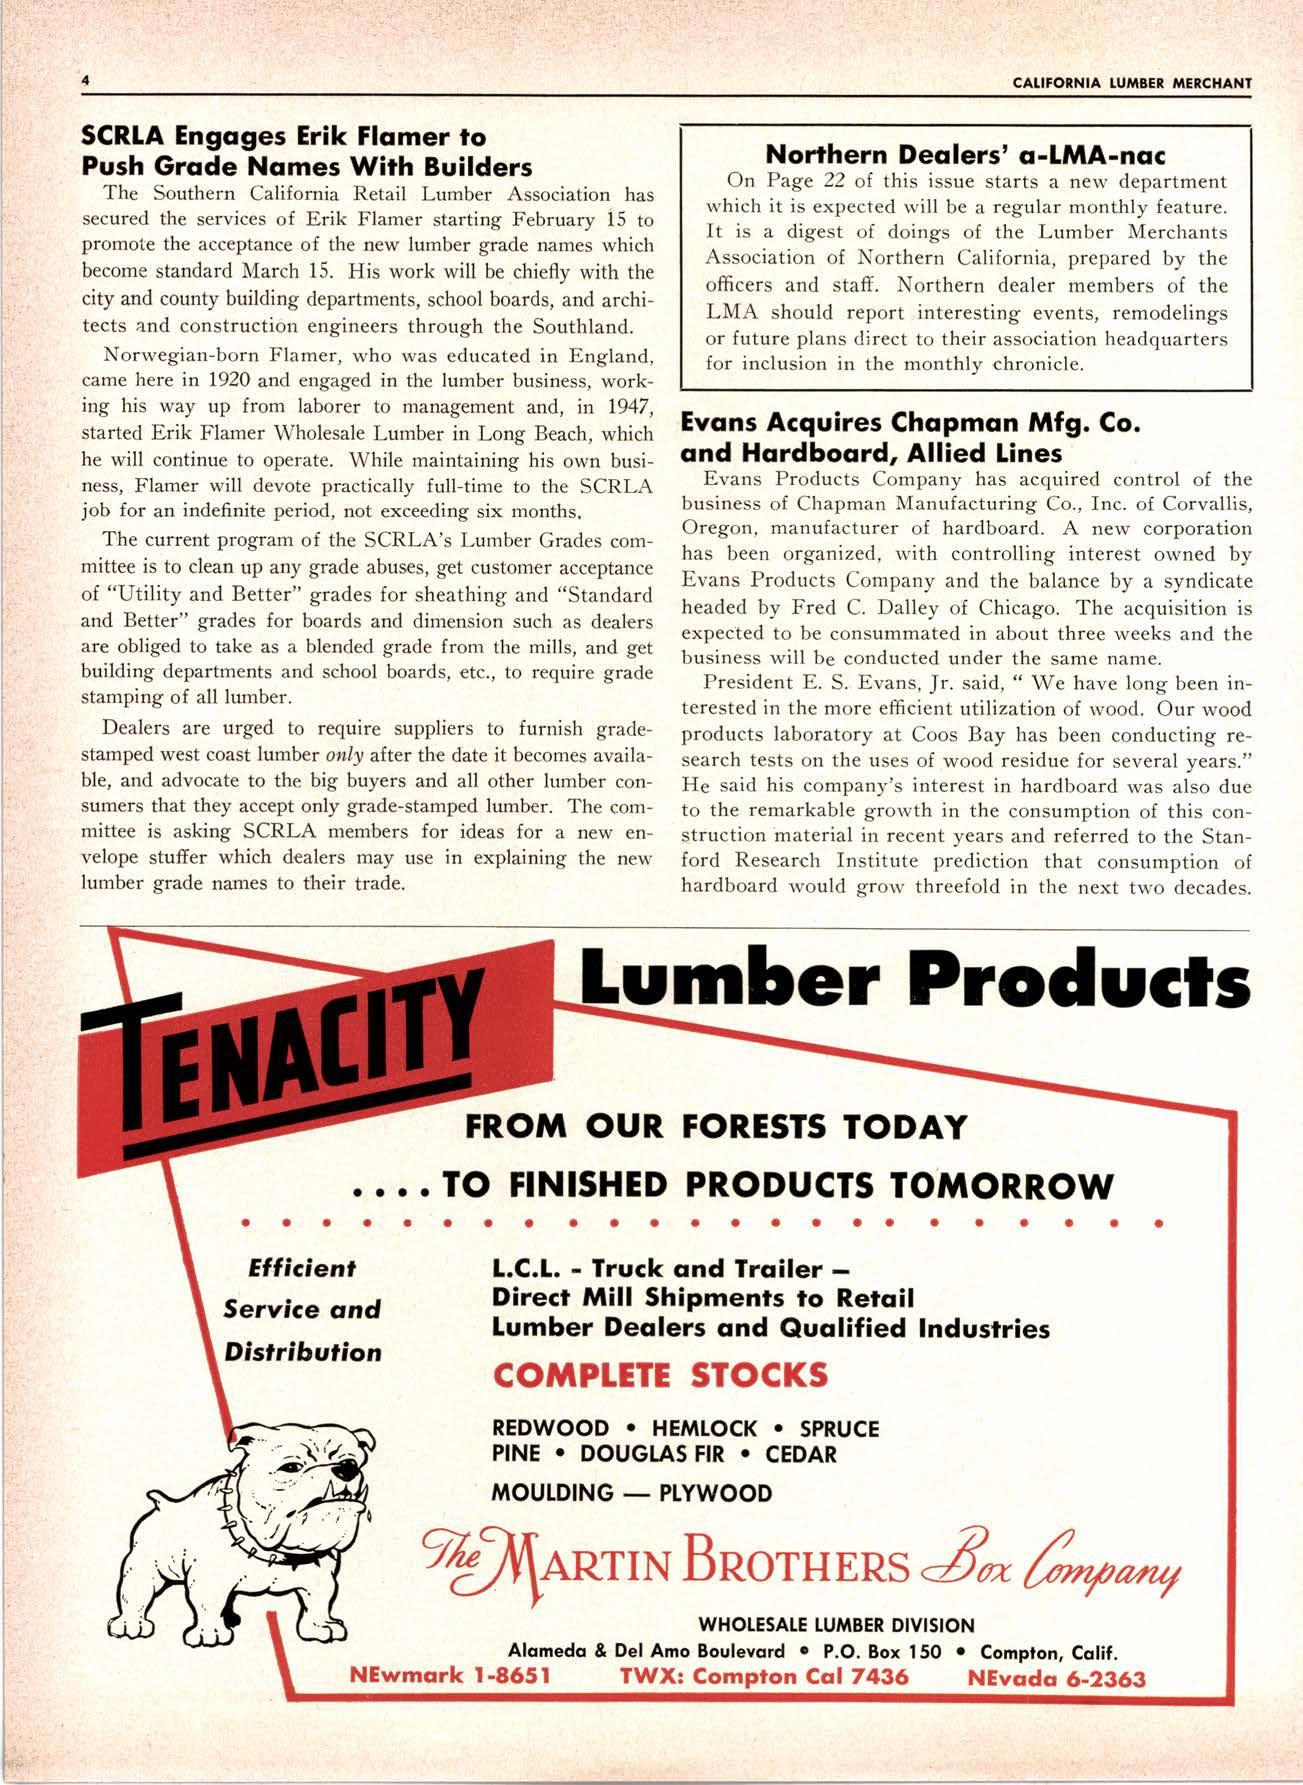 4
CALIFORNIA LUMBER MERCHANT
SCRLA Engages Erik Flamer to
Push Grade Names With Builders
The Southern California Retail Lumber Association has
secured the services of Erik Flamer starting February 15 to
promote the acceptance of the new lumber grade names which
become standard March 15. His work will be chiefly with the
city and county building departments, school boards, and archi-
tects and construction engineers through the Southland.
Norwegian-born Flamer, who was educated in England,
came here in 1920 and engaged in the lumber business, work-
ing his way up from laborer to management and, in 1947,
started Erik Flamer Wholesale Lumber in Long Beach, which
he will continue to operate. While maintaining his own busi-
ness, Flamer will devote practically full-time to the SCRLA
job for an indefinite period, not exceeding six months,
The current program of the SCRLA's Lumber Grades com-
mittee is to clean up any grade abuses, get customer acceptance
of "Utility and Better" grades for sheathing and "Standard
and Better" grades for boards and dimension such as dealers
are obliged to take as a blended grade from the mills, and get
building departments and school boards, etc., to require grade
stamping of all lumber.
Dealers are urged to require suppliers to furnish grade-
stamped west coast lumber only after the date it becomes availa-
ble, and advocate to the big buyers and all other lumber con-
sumers that they accept only grade-stamped lumber. The com-
mittee is asking SCRLA members for ideas for a new en-
velope stuffer which dealers may use in explaining the new
lumber grade names to their trade.
Northern Dealers' a-LMA-nac
On Page 22 of this issue starts a new department
which it is expected will be a regular monthly feature.
It is a digest of doings of the Lumber Merchants
Association of Northern California, prepared by the
officers and staff. Northern dealer members of the
LMA should report interesting events, remodelings
or future plans direct to their association headquarters
for inclusion in the monthly chronicle.
Evans Acquires Chapman Mfg. Co.
and Hardboard, Allied Lines
Evans Products Company has acquired control of the
business of Chapman Manufacturing Co., Inc. of Corvallis,
Oregon, manufacturer of hardboard. A new corporation
has been organized, with controlling interest owned by
Evans Products Company and the balance by a syndicate
headed by Fred C. Dalley of Chicago. The acquisition is
expected to be consummated in about three weeks and the
business will be conducted under the same name.
President E. S. Evans, Jr. said, " We have long been in-
terested in the more efficient utilization of wood. Our wood
products laboratory at Coos Bay has been conducting re-
search tests on the uses of wood residue for several years."
He said his company's interest in hardboard was also due
to the remarkable growth in the consumption of this con-
struction material in recent years and referred to the Stan-
ford Research Institute prediction that consumption of
hardboard would grow threefold in the next two decades.
TENACITY Lumber Products
FROM OUR FORESTS TODAY
.... TO FINISHED PRODUCTS TOMORROW
Efficient
Service and
Distribution
L.C.L. - Truck and Trailer —
Direct Mill Shipments to Retail
Lumber Dealers and Qualified Industries
COMPLETE STOCKS
REDWOOD • HEMLOCK • SPRUCE
PINE • DOUGLAS FIR • CEDAR
MOULDING — PLYWOOD
The MARTIN BROTHERS Box Company
WHOLESALE LUMBER DIVISION
Alameda & Del Amo Boulevard • P.O. Box 150 • Compton, Calif.
NEwmark 1-8651 TWX: Compton Cal 7436 NEvada 6-2363